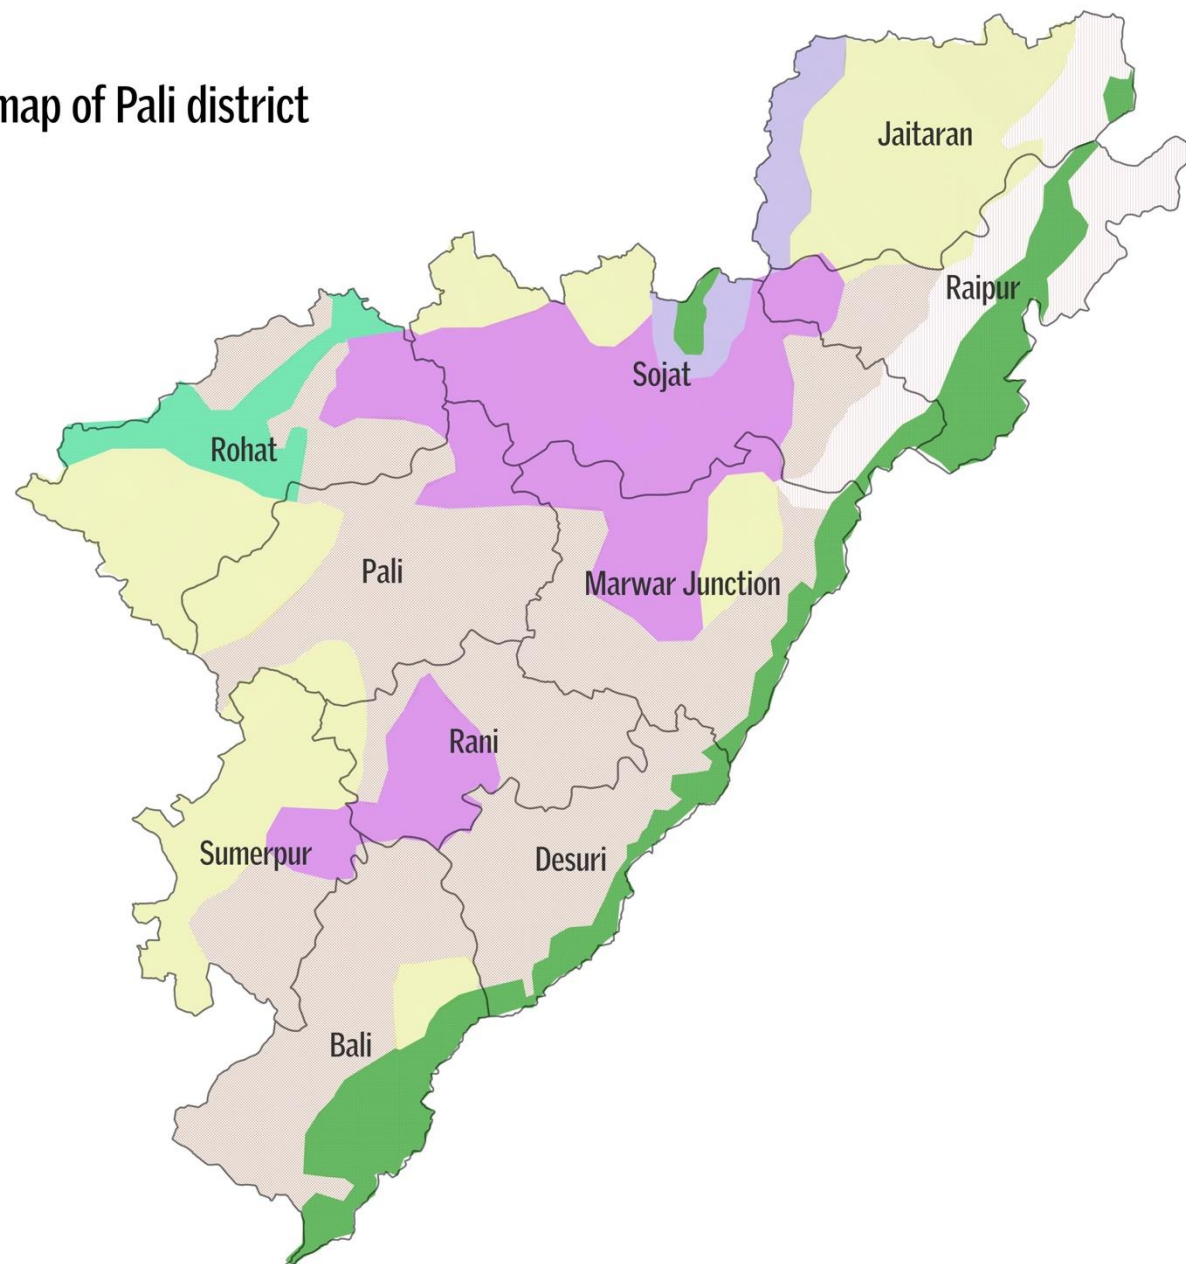 map of Pali district
Jaitaran
Raipur
Sojat
Rohat
Pali
Marwar Junction
Rani
Sumerpur
Desuri
Bali